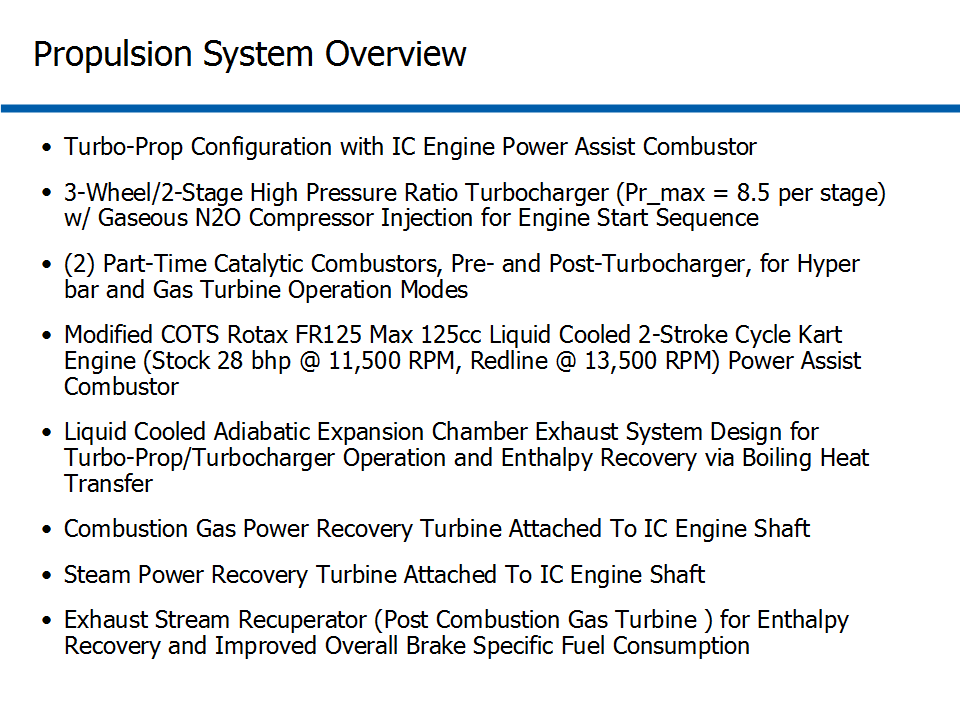 Propulsion System Overview
• Turbo-Prop Configuration with IC Engine Power Assist Combustor
• 3-Wheel/2-Stage High Pressure Ratio Turbocharger (Pr_max = 8.5 per stage)
w/ Gaseous N2O Compressor Injection for Engine Start Sequence
• (2) Part-Time Catalytic Combustors, Pre- and Post-Turbocharger, for Hyper
bar and Gas Turbine Operation Modes
• Modified COTS Rotax FR125 Max 125cc Liquid Cooled 2-Stroke Cycle Kart
Engine (Stock 28 bhp @ 11,500 RPM, Redline @ 13,500 RPM) Power Assist
Combustor
• Liquid Cooled Adiabatic Expansion Chamber Exhaust System Design for
Turbo-Prop/Turbocharger Operation and Enthalpy Recovery via Boiling Heat
Transfer
• Combustion Gas Power Recovery Turbine Attached To IC Engine Shaft
• Steam Power Recovery Turbine Attached To IC Engine Shaft
• Exhaust Stream Recuperator (Post Combustion Gas Turbine ) for Enthalpy
Recovery and Improved Overall Brake Specific Fuel Consumption